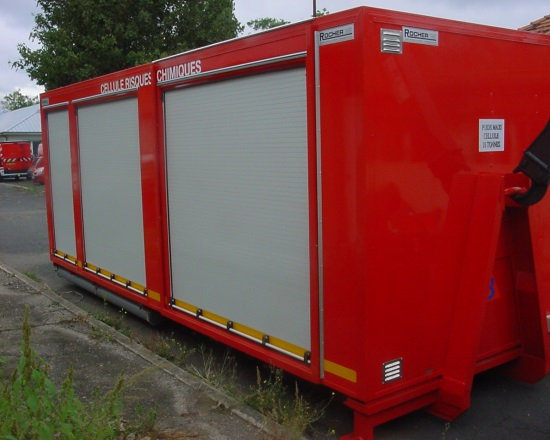 CELLULE RISQUES CHIMIQUES
ROCHER
ROCHER
POIDS MAXI
CELLULE
15 TONNES